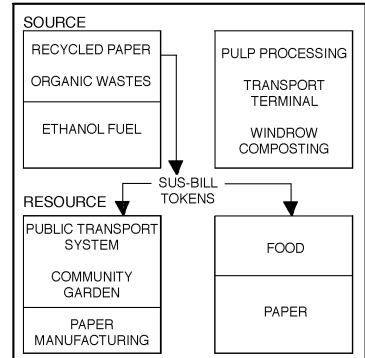 SOURCE
RECYCLED PAPER
ORGANIC WASTES
ETHANOL FUEL
PULP PROCESSING
TRANSPORT
TERMINAL
WINDROW
COMPOSTING
SUS-BILL
TOKENS
RESOURCE
PUBLIC TRANSPORT
SYSTEM
COMMUNITY
GARDEN
PAPER
MANUFACTURING
FOOD
PAPER